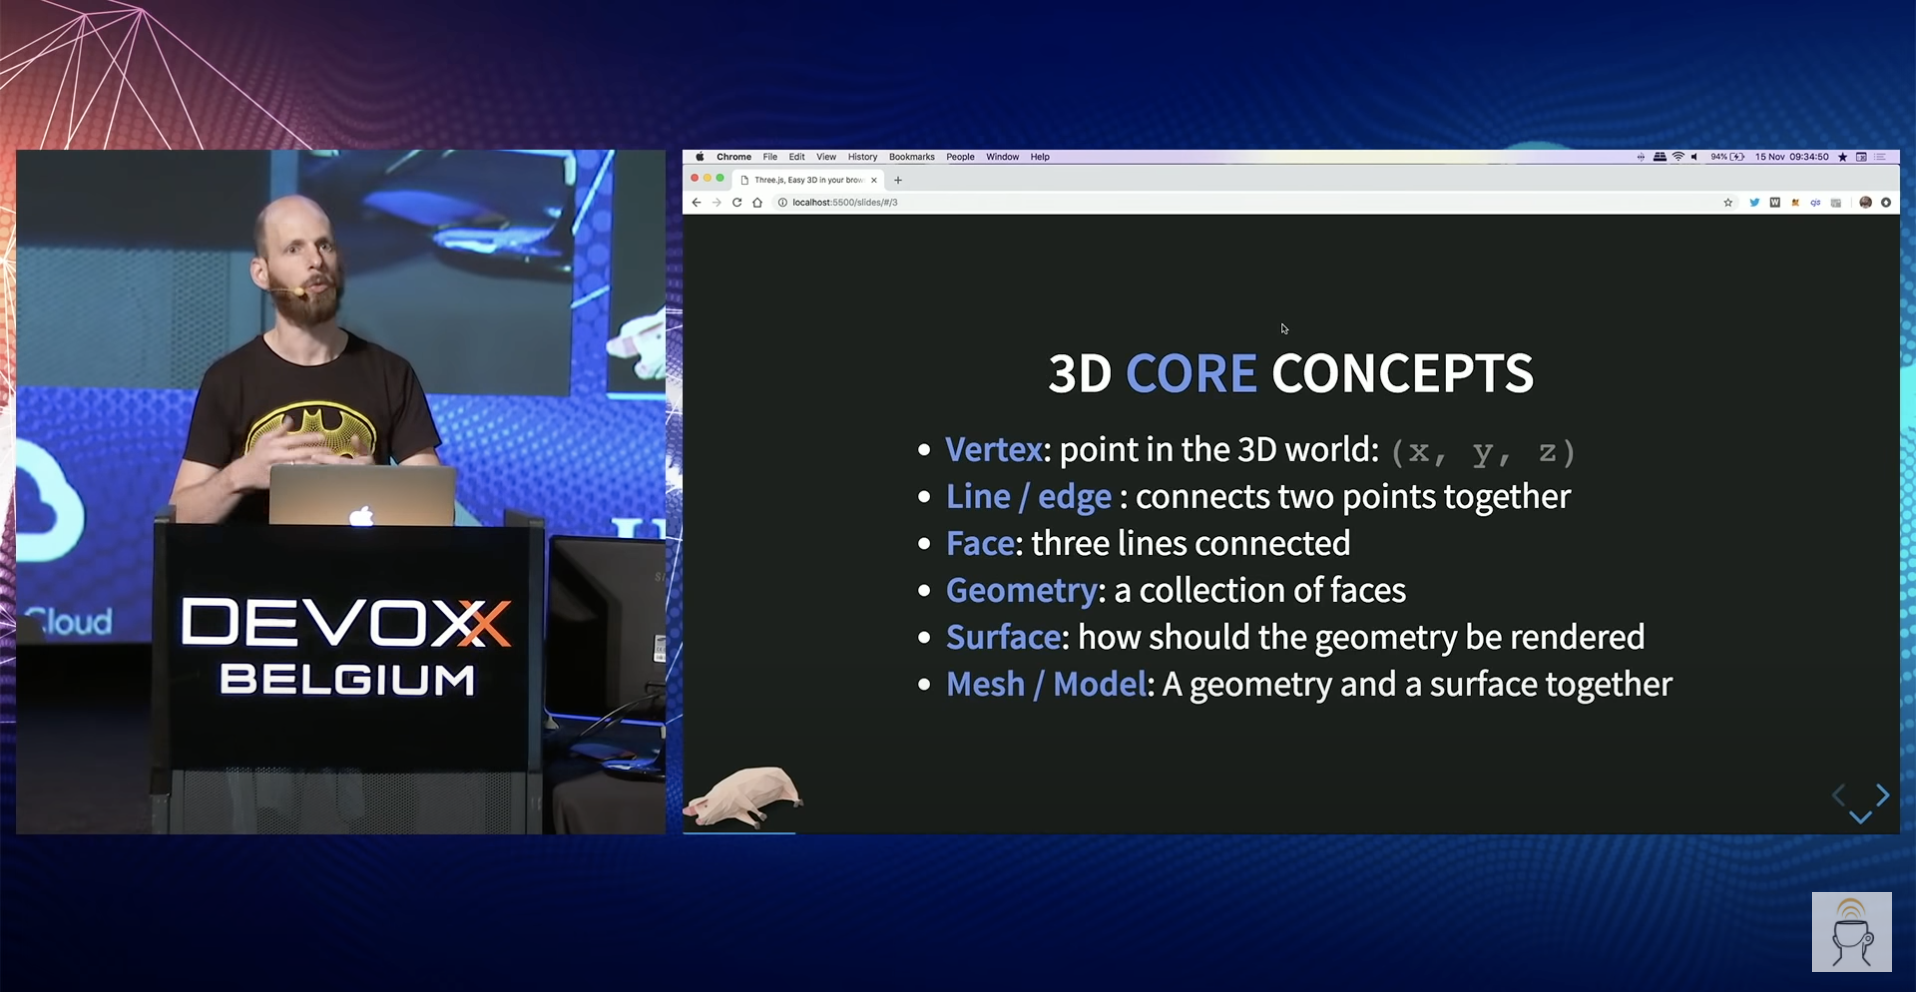 Chrome File Edit View History Bookmarks People Window Help
94% 15 Nov 09:34:50
Three.js, Easy 3D in your brow
localhost:5500/slides/#/3
3D CORE CONCEPTS
Vertex: point in the 3D world: (x, y, z)
Line / edge : connects two points together
Face: three lines connected
Geometry: a collection of faces
Surface: how should the geometry be rendered
Mesh / Model: A geometry and a surface together
Cloud
DEVOXX
BELGIUM